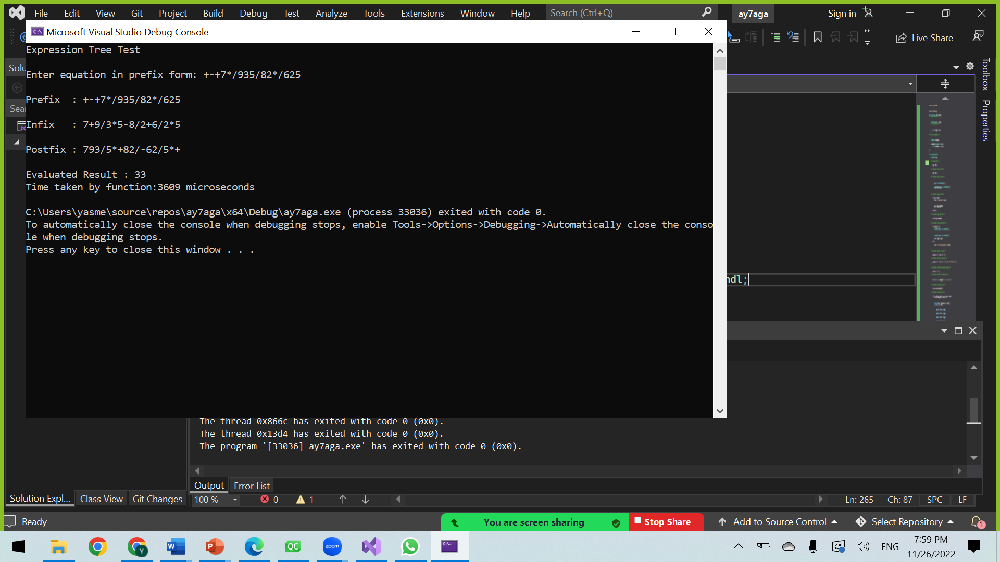 File Edit View Git Project Build Debug Test Analyze Tools Extensions Window Help Search (Ctrl+Q) ay7aga Sign in
Microsoft Visual Studio Debug Console
Live Share
Expression Tree Test
Enter equation in prefix form: +-+7*/935/82*/625
Prefix : +-+7*/935/82*/625
Infix : 7+9/3*5-8/2+6/2*5
Postfix : 793/5*+82/-62/5*+
Evaluated Result : 33
Time taken by function:3609 microseconds
C:\Users\yasme\source\repos\ay7aga\x64\Debug\ay7aga.exe (process 33036) exited with code 0.
To automatically close the console when debugging stops, enable Tools->Options->Debugging->Automatically close the conso
le when debugging stops.
Press any key to close this window . . .
Solu
Sear
Toolbox
Properties
ndl;
The thread 0x866c has exited with code 0 (0x0).
The thread 0x13d4 has exited with code 0 (0x0).
The program '[33036] ay7aga.exe' has exited with code 0 (0x0).
Output Error List
Solution Expl... Class View Git Changes 100 % 0 1 Ln: 265 Ch: 87 SPC LF
Ready You are screen sharing Stop Share Add to Source Control Select Repository 1
7:59 PM
ENG
11/26/2022